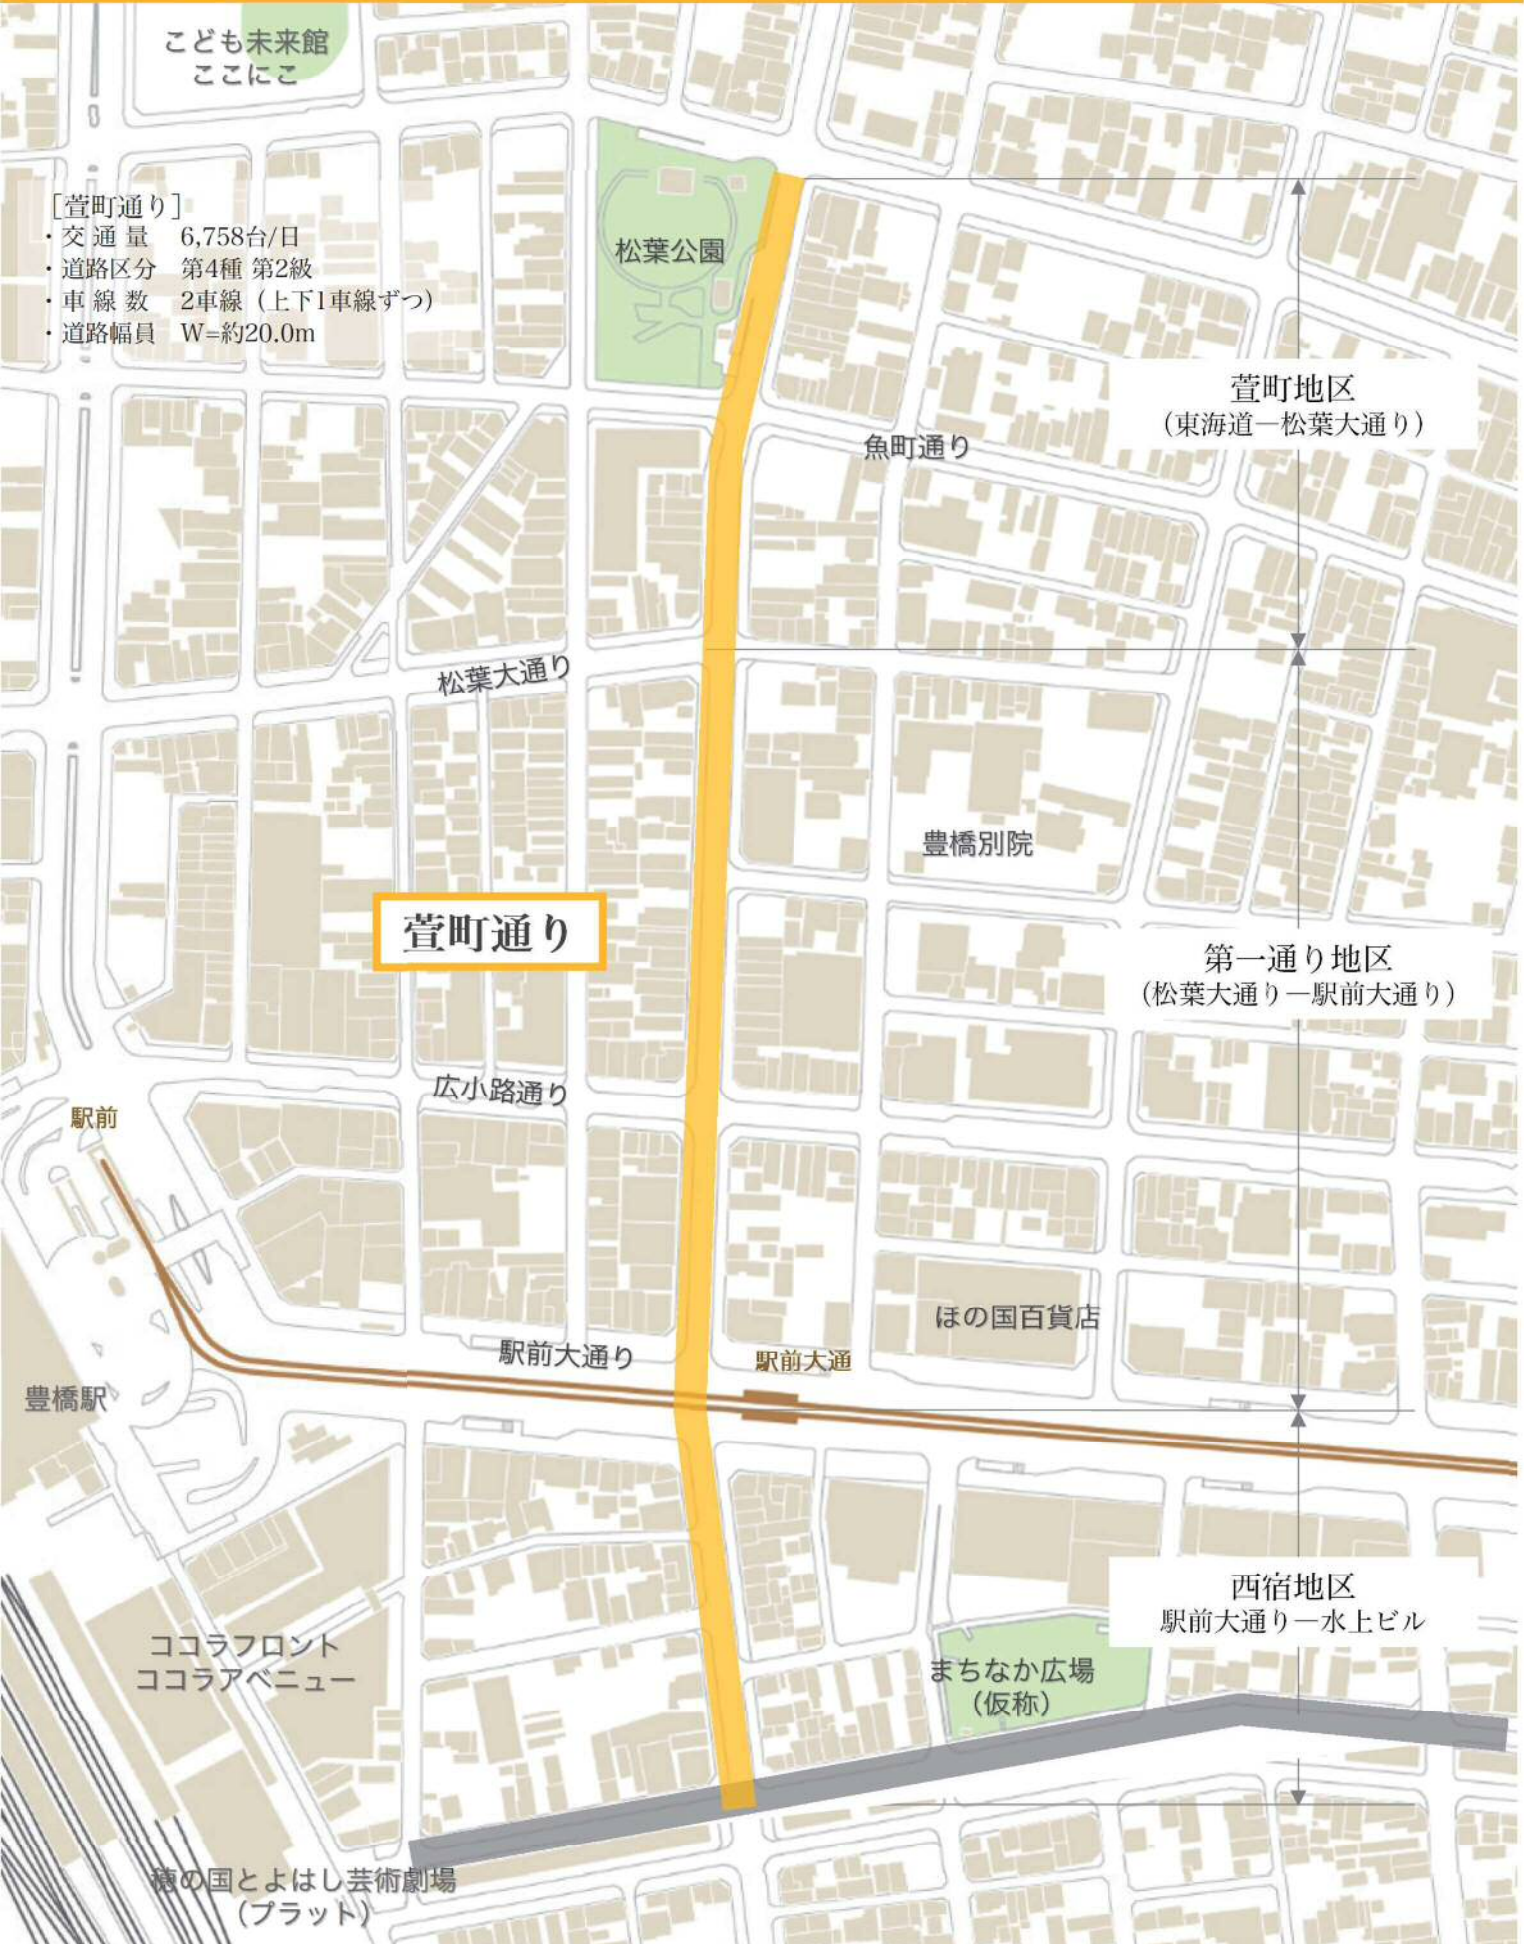 こども未来館
ここにこ
［萱町通り］
・交 通 量　6,758台/日
・道路区分　第4種 第2級
・車 線 数　2車線（上下1車線ずつ）
・道路幅員　W=約20.0m
松葉公園
萱町地区
（東海道―松葉大通り）
魚町通り
松葉大通り
豊橋別院
萱町通り
第一通り地区
（松葉大通り―駅前大通り）
広小路通り
駅前
ほの国百貨店
駅前大通り
駅前大通
豊橋駅
西宿地区
駅前大通り―水上ビル
ココラフロント
ココラアベニュー
まちなか広場
（仮称）
穂の国とよはし芸術劇場
（プラット）